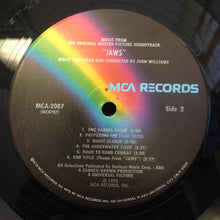 MUSIC FROM
THE ORIGINAL MOTION PICTURE SOUNDTRACK
"JAWS"
MUSIC COMPOSED AND CONDUCTED BY JOHN WILLIAMS
MCA RECORDS
MCA-2087
(MCA787)
Side 2
1. ONE BARREL CHASE
2. PREPARING THE CAGE
3. NIGHT SEARCH
4. THE UNDERWATER CAGE
5. HAND TO HAND COMBAT
6. END TITLE (Theme From "JAWS")
All Selections Published By Duchess Music Corp. - BMI
A ZANUCK/BROWN PRODUCTION
A UNIVERSAL PICTURE
MCA RECORDS, INC.